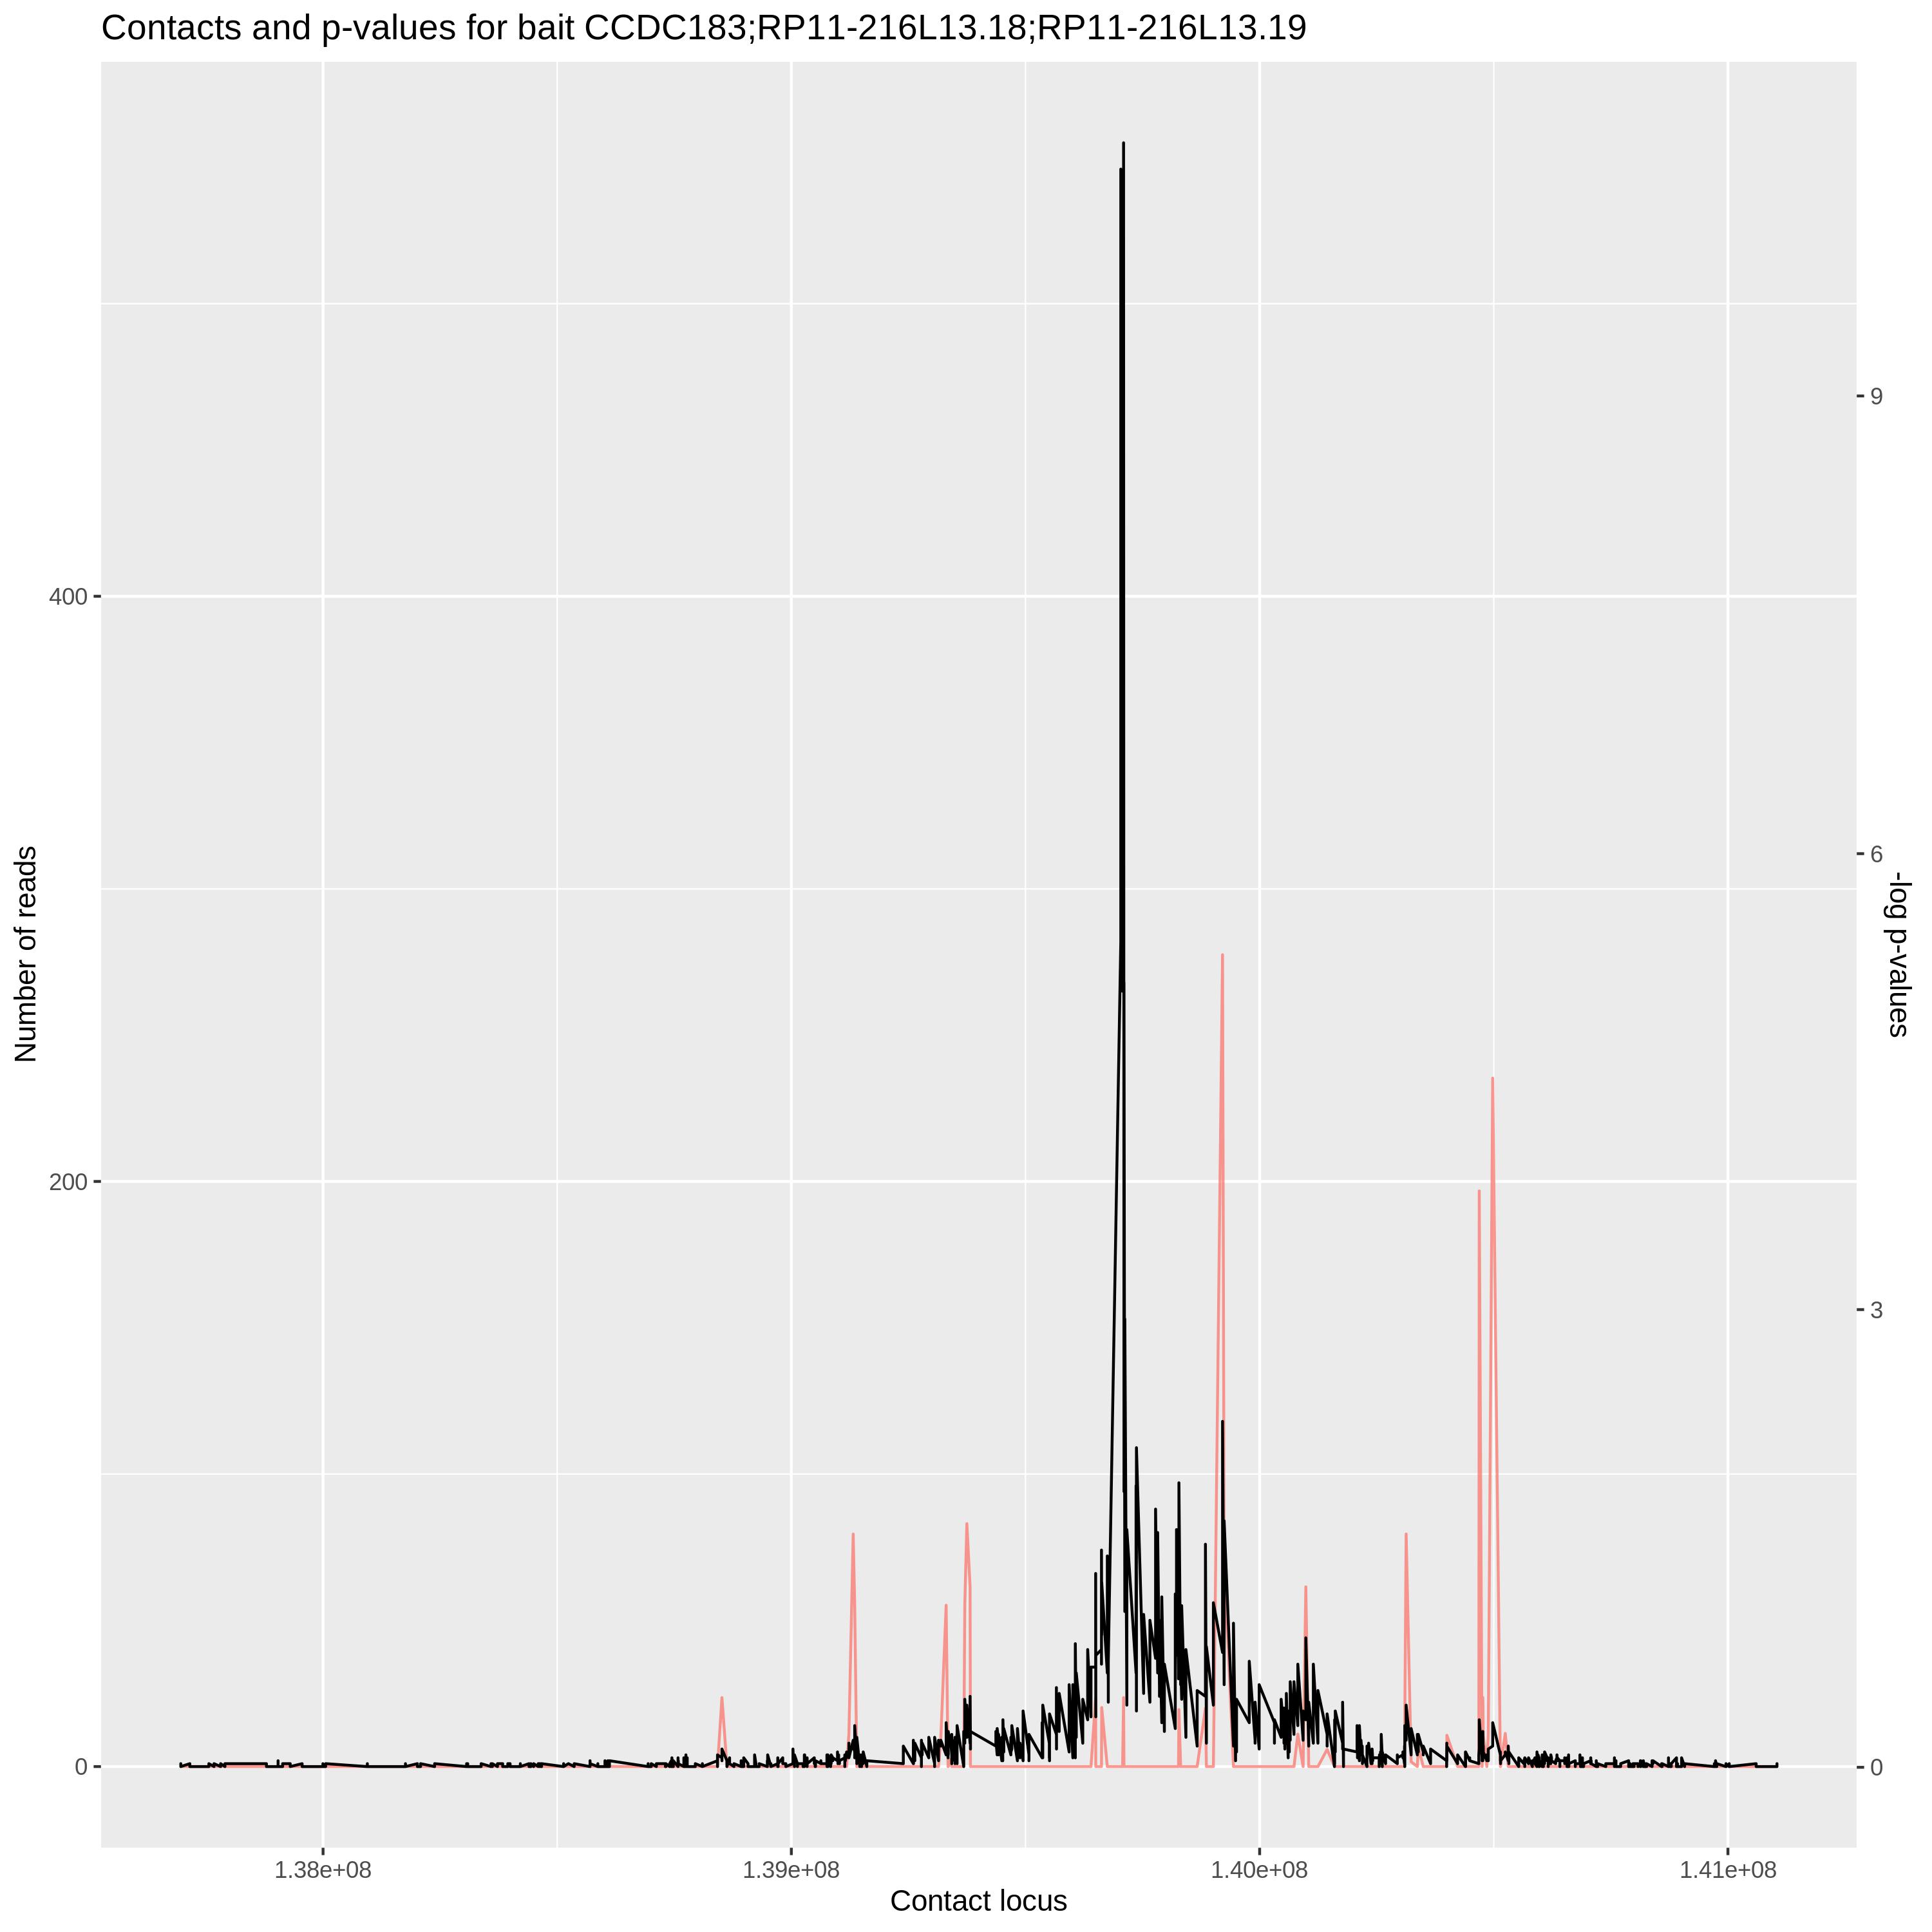 Contacts and p-values for bait CCDC183;RP11-216L13.18;RP11-216L13.19
Number of reads
400
200
0
9
6
3
0
-log p-values
1.38e+08
1.39e+08
1.40e+08
1.41e+08
Contact locus